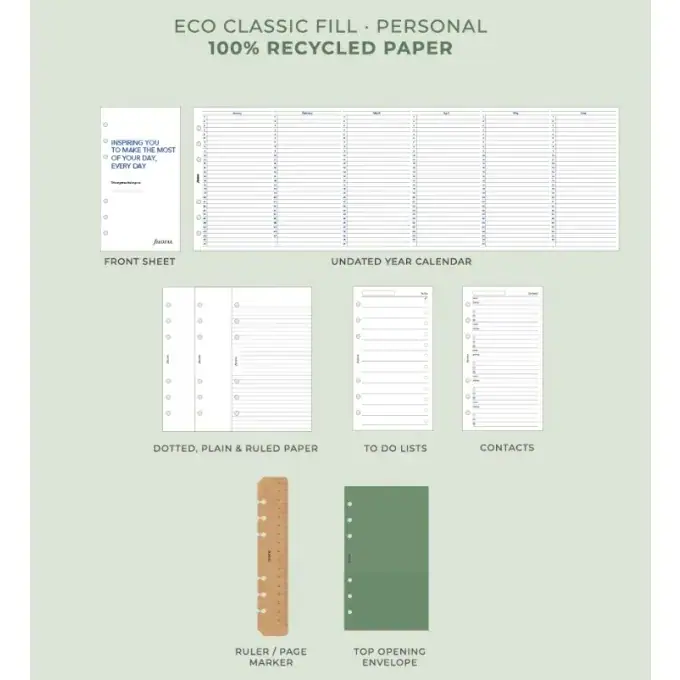 ECO CLASSIC FILL · PERSONAL
100% RECYCLED PAPER
INSPIRING YOU
TO MAKE THE MOST
OF YOUR DAY,
EVERY DAY
filofax
FRONT SHEET
UNDATED YEAR CALENDAR
DOTTED, PLAIN & RULED PAPER
TO DO LISTS
CONTACTS
RULER / PAGE
MARKER
TOP OPENING
ENVELOPE